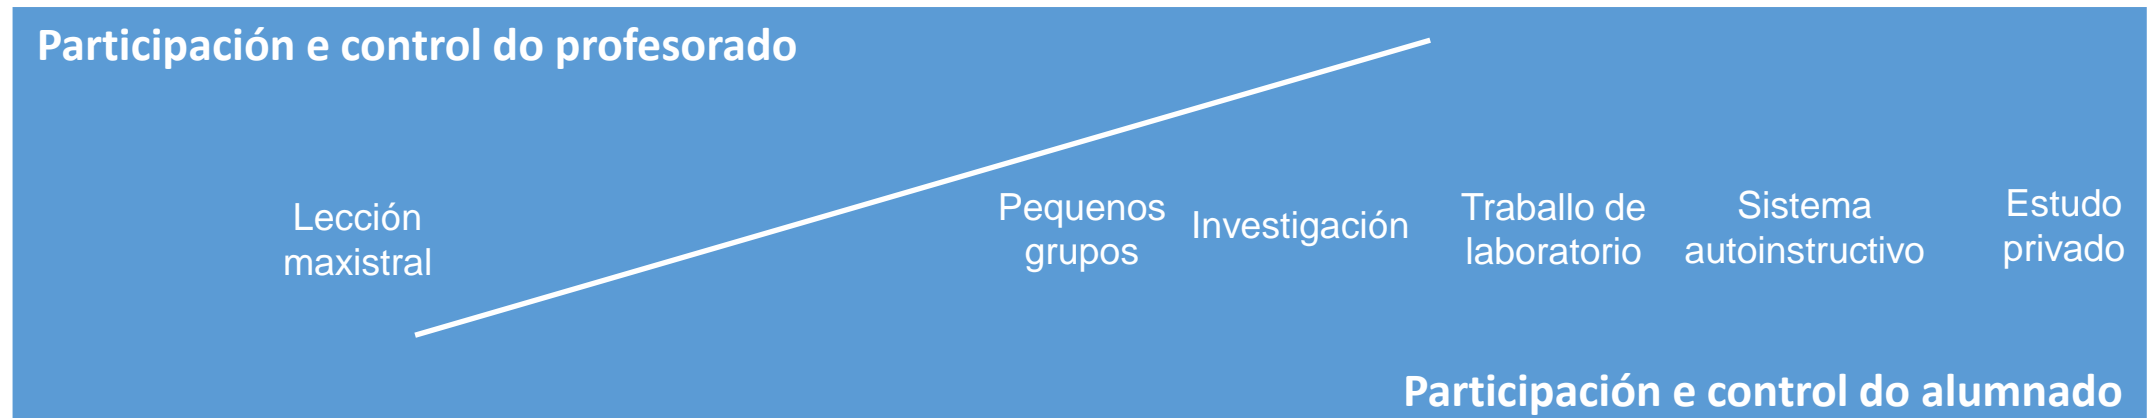 Participación e control do profesorado
Lección
maxistral
Pequenos
grupos
Investigación
Traballo de
laboratorio
Sistema
autoinstructivo
Estudo
privado
Participación e control do alumnado